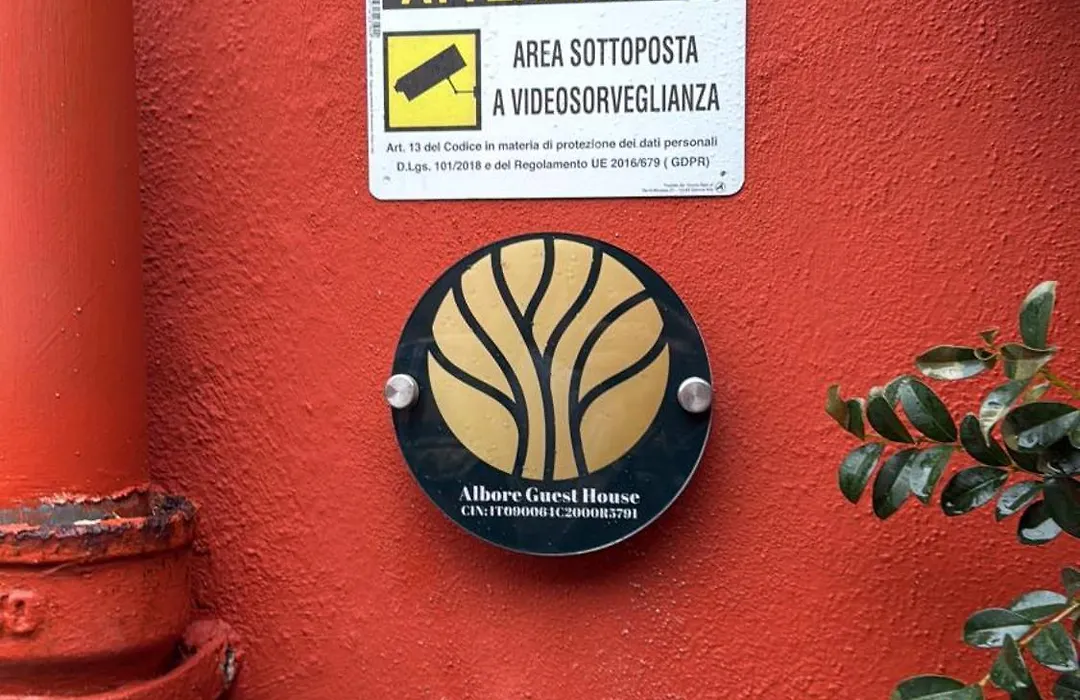 AREA SOTTOPOSTA
A VIDEOSORVEGLIANZA
Art. 13 del Codice in materia di protezione dei dati personali
D.Lgs. 101/2018 e del Regolamento UE 2016/679 ( GDPR)
Albore Guest House
CIN:IT090064C2000R5791